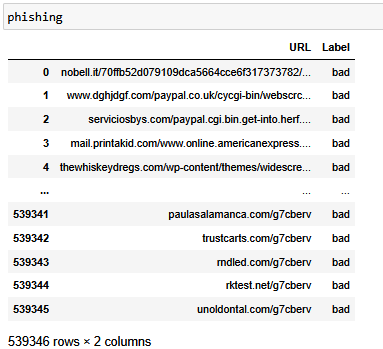 phishing
URL Label
0 nobell.it/70ffb52d079109dca5664cce6f317373782/... bad
1 www.dghjdgf.com/paypal.co.uk/cycgi-bin/webscrc... bad
2 serviciosbys.com/paypal.cgi.bin.get-into.herf.... bad
3 mail.printakid.com/www.online.americanexpress.... bad
4 thewhiskeydregs.com/wp-content/themes/widescre... bad
... ... ...
539341 paulasalamanca.com/g7cberv bad
539342 trustcarts.com/g7cberv bad
539343 rndled.com/g7cberv bad
539344 rktest.net/g7cberv bad
539345 unoldontal.com/g7cberv bad
539346 rows × 2 columns